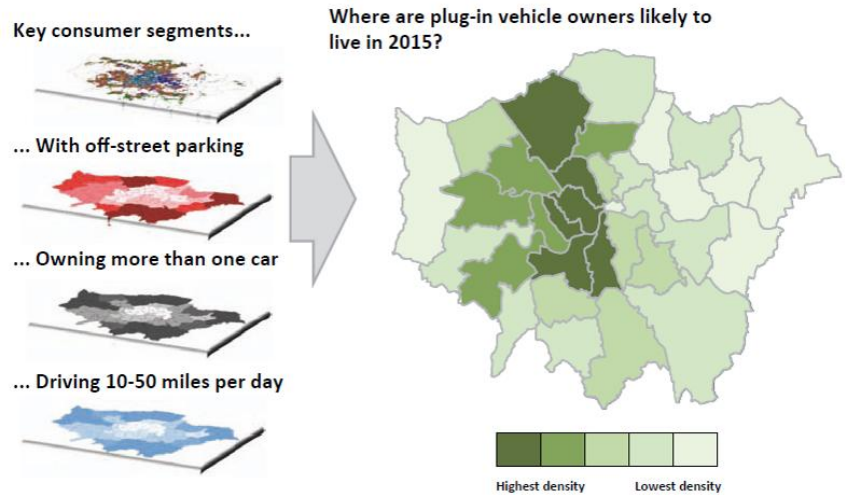 Key consumer segments...
... With off-street parking
... Owning more than one car
... Driving 10-50 miles per day
Where are plug-in vehicle owners likely to
live in 2015?
Highest density
Lowest density